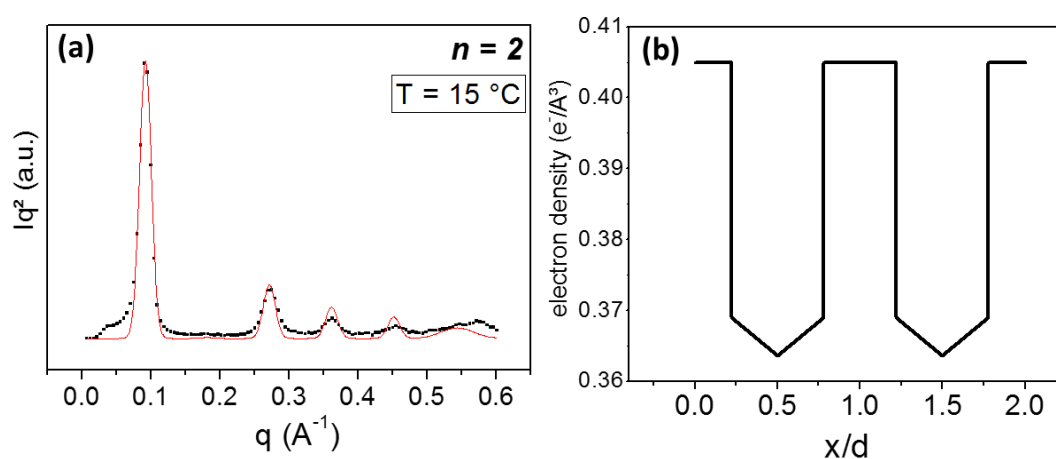 (a)
n = 2
T = 15 °C
Iq² (a.u.)
0.0 0.1 0.2 0.3 0.4 0.5 0.6
q (A⁻¹)
(b)
0.41
0.40
0.39
0.38
0.37
0.36
electron density (e⁻/A³)
0.0 0.5 1.0 1.5 2.0
x/d